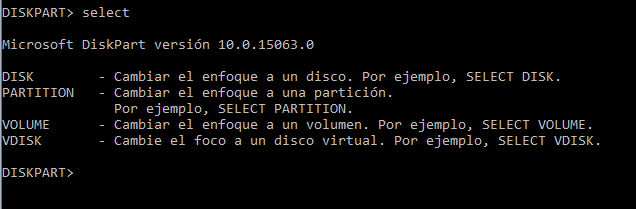 DISKPART> select
Microsoft DiskPart versión 10.0.15063.0
DISK - Cambiar el enfoque a un disco. Por ejemplo, SELECT DISK.
PARTITION - Cambiar el enfoque a una partición.
Por ejemplo, SELECT PARTITION.
VOLUME - Cambiar el enfoque a un volumen. Por ejemplo, SELECT VOLUME.
VDISK - Cambie el foco a un disco virtual. Por ejemplo, SELECT VDISK.
DISKPART>